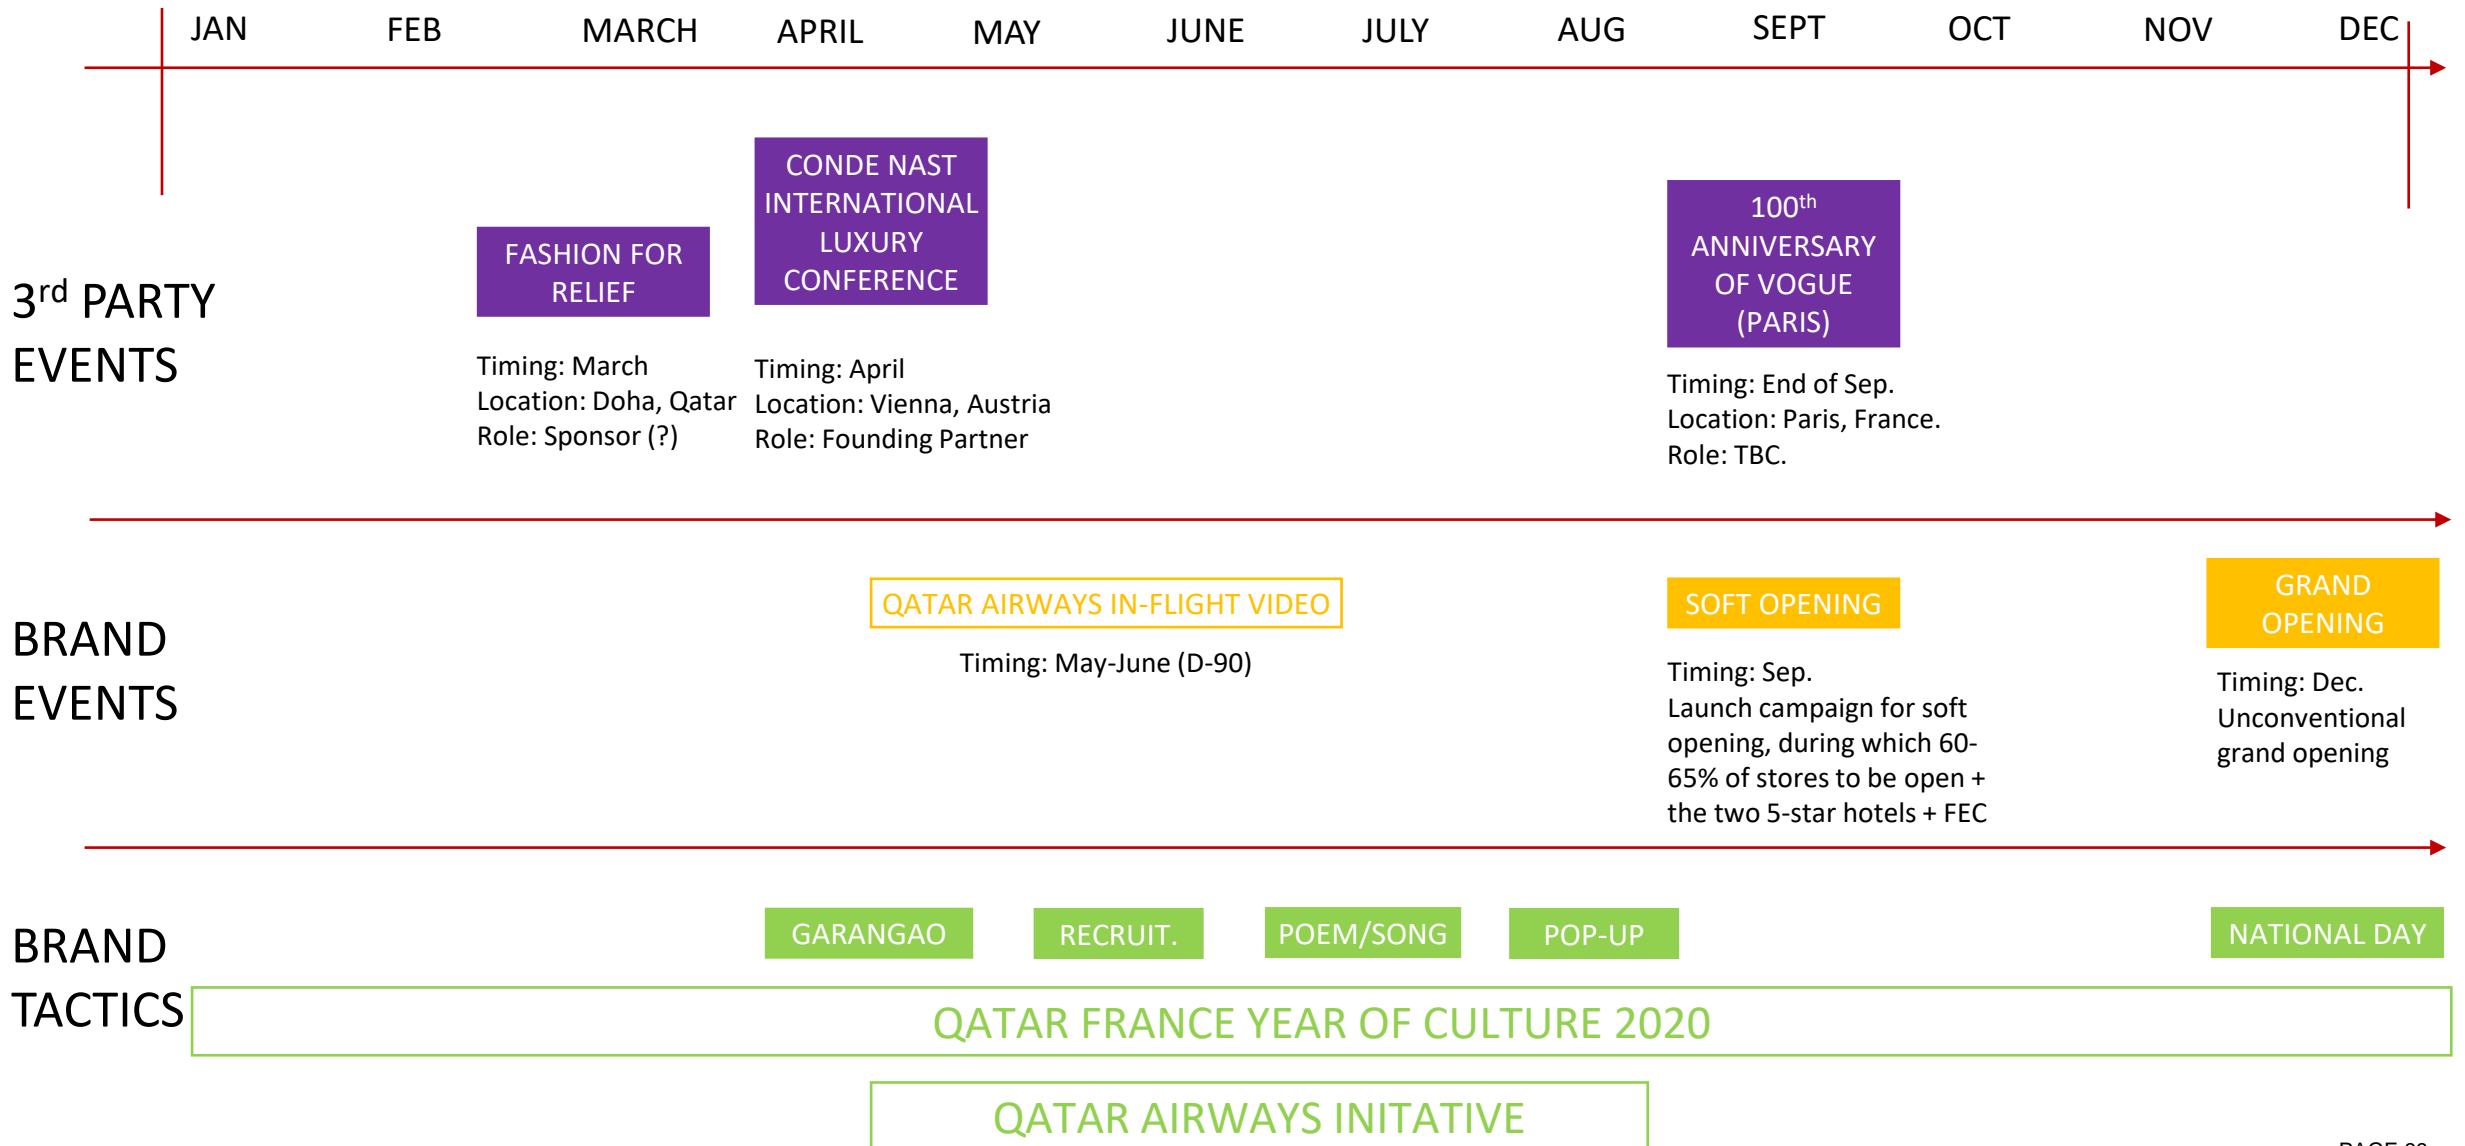 JAN FEB MARCH APRIL MAY JUNE JULY AUG SEPT OCT NOV DEC
3rd PARTY
EVENTS
FASHION FOR
RELIEF
Timing: March
Location: Doha, Qatar
Role: Sponsor (?)
CONDE NAST
INTERNATIONAL
LUXURY
CONFERENCE
Timing: April
Location: Vienna, Austria
Role: Founding Partner
100th
ANNIVERSARY
OF VOGUE
(PARIS)
Timing: End of Sep.
Location: Paris, France.
Role: TBC.
BRAND
EVENTS
QATAR AIRWAYS IN-FLIGHT VIDEO
Timing: May-June (D-90)
SOFT OPENING
Timing: Sep.
Launch campaign for soft
opening, during which 60-
65% of stores to be open +
the two 5-star hotels + FEC
GRAND
OPENING
Timing: Dec.
Unconventional
grand opening
BRAND
TACTICS
GARANGAO
RECRUIT.
POEM/SONG
POP-UP
NATIONAL DAY
QATAR FRANCE YEAR OF CULTURE 2020
QATAR AIRWAYS INITATIVE